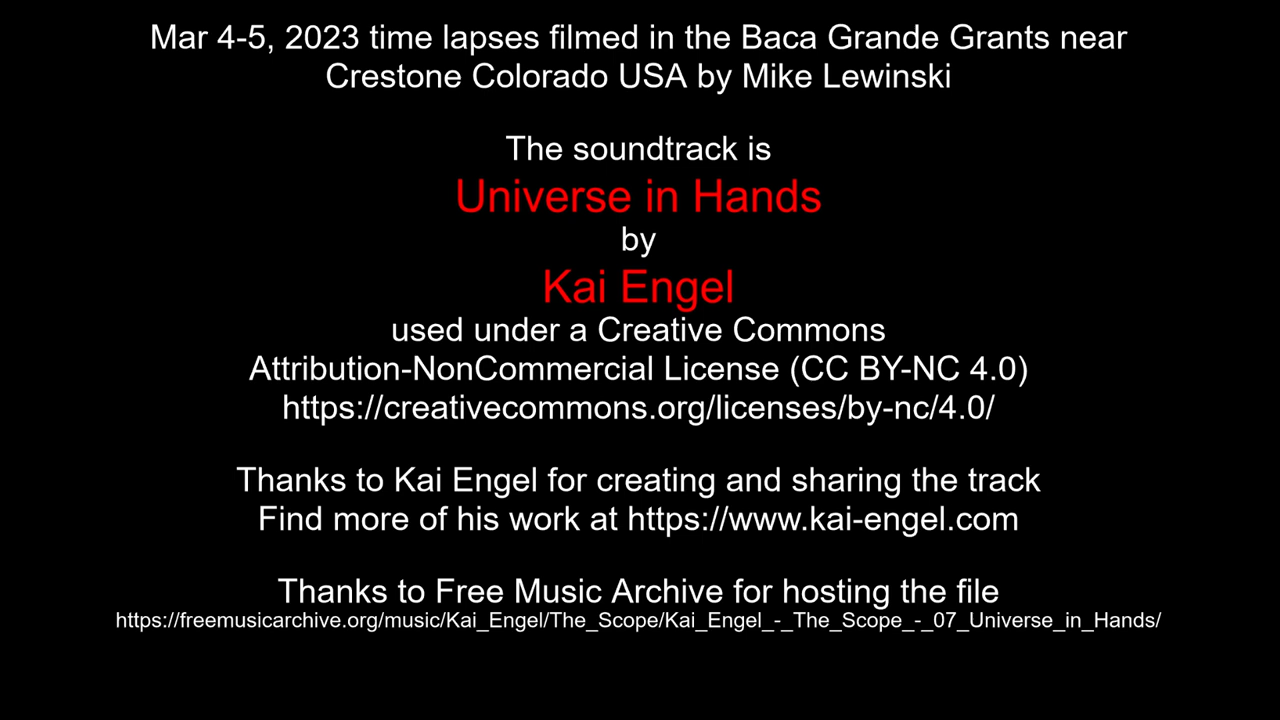 Mar 4-5, 2023 time lapses filmed in the Baca Grande Grants near
Crestone Colorado USA by Mike Lewinski
The soundtrack is
Universe in Hands
by
Kai Engel
used under a Creative Commons
Attribution-NonCommercial License (CC BY-NC 4.0)
https://creativecommons.org/licenses/by-nc/4.0/
Thanks to Kai Engel for creating and sharing the track
Find more of his work at https://www.kai-engel.com
Thanks to Free Music Archive for hosting the file
https://freemusicarchive.org/music/Kai_Engel/The_Scope/Kai_Engel_-_The_Scope_-_07_Universe_in_Hands/